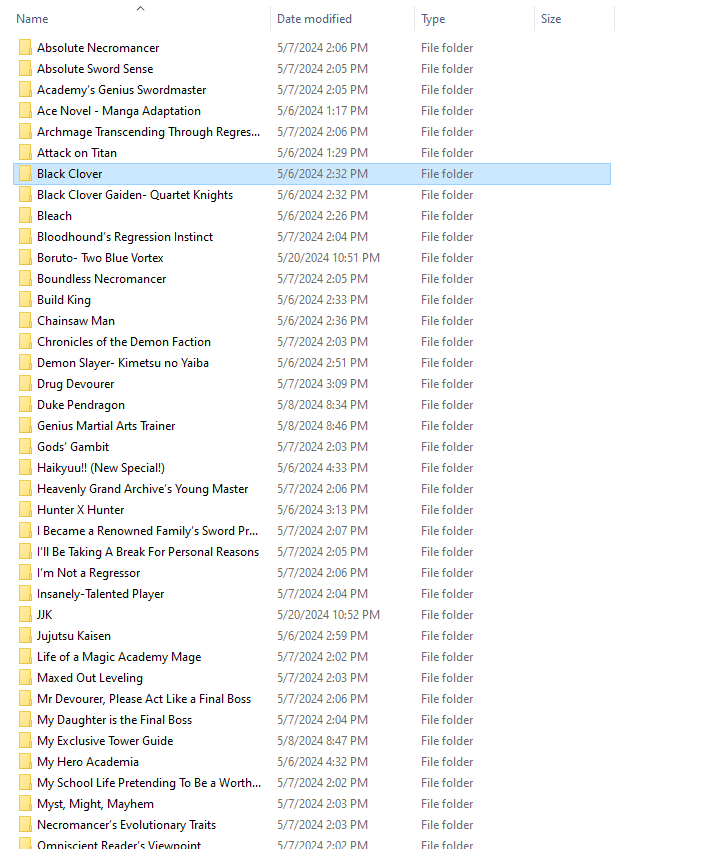 Name Date modified Type Size
Absolute Necromancer 5/7/2024 2:06 PM File folder
Absolute Sword Sense 5/7/2024 2:05 PM File folder
Academy’s Genius Swordmaster 5/7/2024 2:05 PM File folder
Ace Novel - Manga Adaptation 5/6/2024 1:17 PM File folder
Archmage Transcending Through Regres... 5/7/2024 2:06 PM File folder
Attack on Titan 5/6/2024 1:29 PM File folder
Black Clover 5/6/2024 2:32 PM File folder
Black Clover Gaiden- Quartet Knights 5/6/2024 2:32 PM File folder
Bleach 5/6/2024 2:26 PM File folder
Bloodhound’s Regression Instinct 5/7/2024 2:04 PM File folder
Boruto- Two Blue Vortex 5/20/2024 10:51 PM File folder
Boundless Necromancer 5/7/2024 2:05 PM File folder
Build King 5/6/2024 2:33 PM File folder
Chainsaw Man 5/6/2024 2:36 PM File folder
Chronicles of the Demon Faction 5/7/2024 2:03 PM File folder
Demon Slayer- Kimetsu no Yaiba 5/6/2024 2:51 PM File folder
Drug Devourer 5/7/2024 3:09 PM File folder
Duke Pendragon 5/8/2024 8:34 PM File folder
Genius Martial Arts Trainer 5/8/2024 8:46 PM File folder
Gods’ Gambit 5/7/2024 2:03 PM File folder
Haikyuu!! (New Special!) 5/6/2024 4:33 PM File folder
Heavenly Grand Archive’s Young Master 5/7/2024 2:06 PM File folder
Hunter X Hunter 5/6/2024 3:13 PM File folder
I Became a Renowned Family’s Sword Pr... 5/7/2024 2:07 PM File folder
I’ll Be Taking A Break For Personal Reasons 5/7/2024 2:05 PM File folder
I’m Not a Regressor 5/7/2024 2:06 PM File folder
Insanely-Talented Player 5/7/2024 2:04 PM File folder
JJK 5/20/2024 10:52 PM File folder
Jujutsu Kaisen 5/6/2024 2:59 PM File folder
Life of a Magic Academy Mage 5/7/2024 2:02 PM File folder
Maxed Out Leveling 5/7/2024 2:03 PM File folder
Mr Devourer, Please Act Like a Final Boss 5/7/2024 2:06 PM File folder
My Daughter is the Final Boss 5/7/2024 2:04 PM File folder
My Exclusive Tower Guide 5/8/2024 8:47 PM File folder
My Hero Academia 5/6/2024 4:32 PM File folder
My School Life Pretending To Be a Worth... 5/7/2024 2:02 PM File folder
Myst, Might, Mayhem 5/7/2024 2:03 PM File folder
Necromancer’s Evolutionary Traits 5/7/2024 2:03 PM File folder
Omniscient Reader’s Viewpoint 5/7/2024 2:02 PM File folder